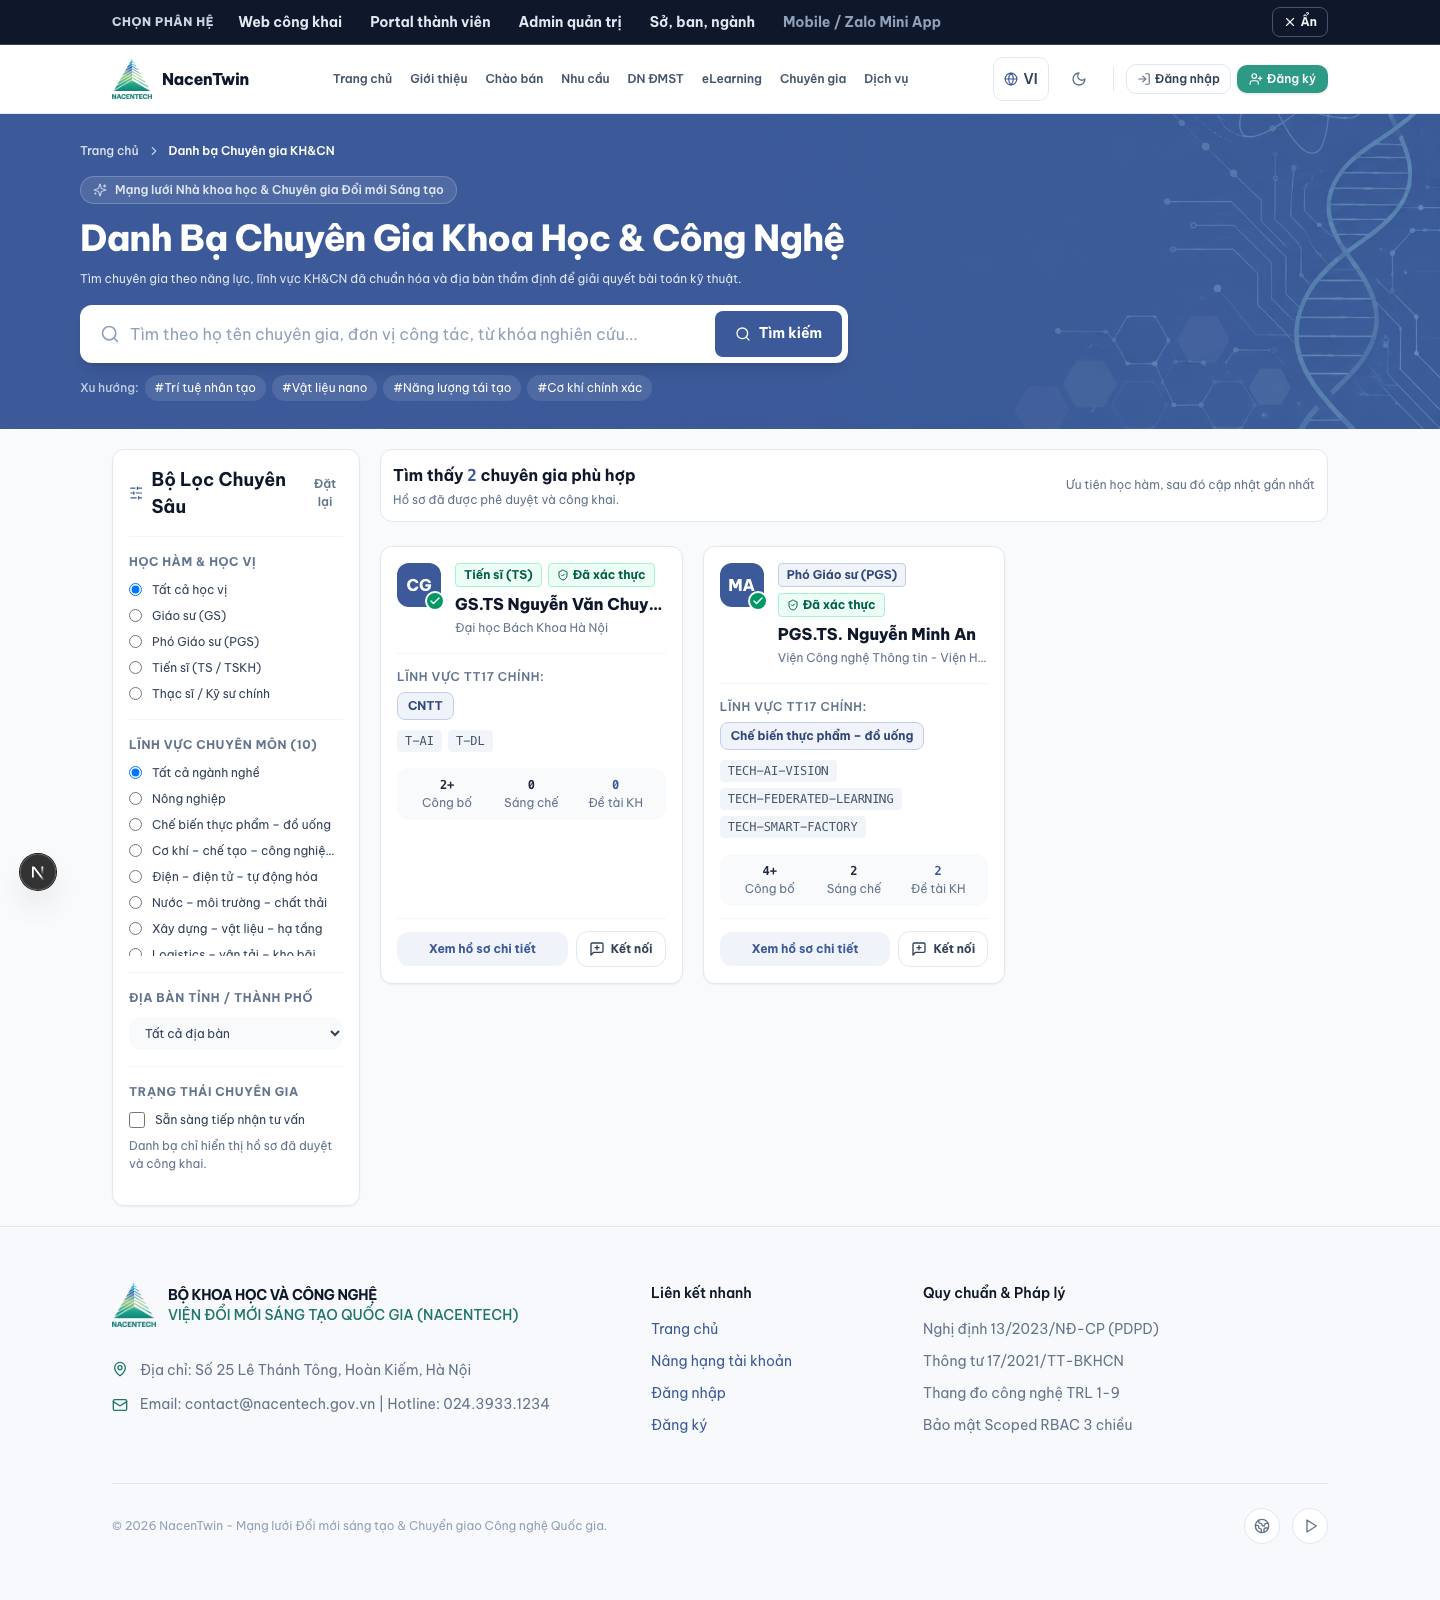 CHỌN PHÂN HỆ Web công khai Portal thành viên Admin quản trị Sở, ban, ngành Mobile / Zalo Mini App Ẩn
NACENTECH NacenTwin Trang chủ Giới thiệu Chào bán Nhu cầu DN ĐMST eLearning Chuyên gia Dịch vụ VI Đăng nhập Đăng ký
Trang chủ Danh bạ Chuyên gia KH&CN
Mạng lưới Nhà khoa học & Chuyên gia Đổi mới Sáng tạo
Danh Bạ Chuyên Gia Khoa Học & Công Nghệ
Tìm chuyên gia theo năng lực, lĩnh vực KH&CN đã chuẩn hóa và địa bàn thẩm định để giải quyết bài toán kỹ thuật.
Tìm theo họ tên chuyên gia, đơn vị công tác, từ khóa nghiên cứu... Tìm kiếm
Xu hướng: #Trí tuệ nhân tạo #Vật liệu nano #Năng lượng tái tạo #Cơ khí chính xác
Bộ Lọc Chuyên Sâu
Đặt lại
HỌC HÀM & HỌC VỊ
Tất cả học vị
Giáo sư (GS)
Phó Giáo sư (PGS)
Tiến sĩ (TS / TSKH)
Thạc sĩ / Kỹ sư chính
LĨNH VỰC CHUYÊN MÔN (10)
Tất cả ngành nghề
Nông nghiệp
Chế biến thực phẩm – đồ uống
Cơ khí – chế tạo – công nghiệ...
Điện – điện tử – tự động hóa
Nước – môi trường – chất thải
Xây dựng – vật liệu – hạ tầng
Logistics – vận tải – kho bãi
ĐỊA BÀN TỈNH / THÀNH PHỐ
Tất cả địa bàn
TRẠNG THÁI CHUYÊN GIA
Sẵn sàng tiếp nhận tư vấn
Danh bạ chỉ hiển thị hồ sơ đã duyệt
và công khai.
Tìm thấy 2 chuyên gia phù hợp
Hồ sơ đã được phê duyệt và công khai.
Ưu tiên học hàm, sau đó cập nhật gần nhất
CG
Tiến sĩ (TS) Đã xác thực
GS.TS Nguyễn Văn Chuy...
Đại học Bách Khoa Hà Nội
LĨNH VỰC TT17 CHÍNH:
CNTT
T-AI T-DL
2+ 0 0
Công bố Sáng chế Đề tài KH
Xem hồ sơ chi tiết Kết nối
MA
Phó Giáo sư (PGS)
Đã xác thực
PGS.TS. Nguyễn Minh An
Viện Công nghệ Thông tin - Viện H...
LĨNH VỰC TT17 CHÍNH:
Chế biến thực phẩm – đồ uống
TECH-AI-VISION
TECH-FEDERATED-LEARNING
TECH-SMART-FACTORY
4+ 2 2
Công bố Sáng chế Đề tài KH
Xem hồ sơ chi tiết Kết nối
NACENTECH
BỘ KHOA HỌC VÀ CÔNG NGHỆ
VIỆN ĐỔI MỚI SÁNG TẠO QUỐC GIA (NACENTECH)
Địa chỉ: Số 25 Lê Thánh Tông, Hoàn Kiếm, Hà Nội
Email: contact@nacentech.gov.vn | Hotline: 024.3933.1234
Liên kết nhanh
Trang chủ
Nâng hạng tài khoản
Đăng nhập
Đăng ký
Quy chuẩn & Pháp lý
Nghị định 13/2023/NĐ-CP (PDPD)
Thông tư 17/2021/TT-BKHCN
Thang đo công nghệ TRL 1-9
Bảo mật Scoped RBAC 3 chiều
© 2026 NacenTwin - Mạng lưới Đổi mới sáng tạo & Chuyển giao Công nghệ Quốc gia.